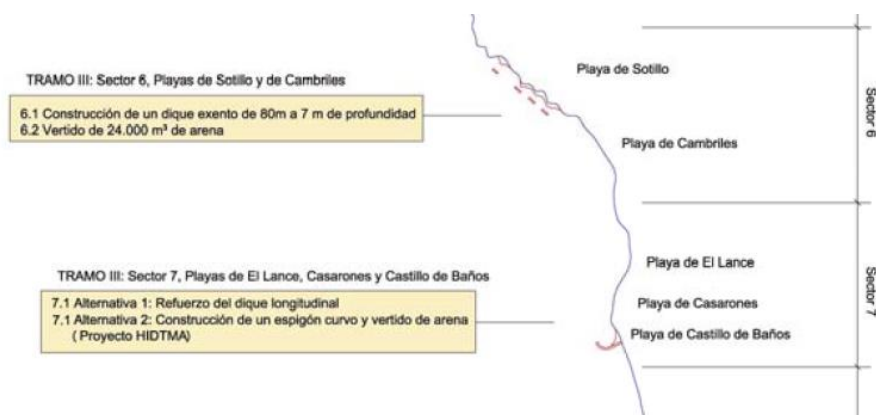 TRAMO III: Sector 6, Playas de Sotillo y de Cambriles
6.1 Construcción de un dique exento de 80m a 7 m de profundidad
6.2 Vertido de 24.000 m³ de arena
Playa de Sotillo
Playa de Cambriles
Sector 6
TRAMO III: Sector 7, Playas de El Lance, Casarones y Castillo de Baños
7.1 Alternativa 1: Refuerzo del dique longitudinal
7.1 Alternativa 2: Construcción de un espigón curvo y vertido de arena
( Proyecto HIDTMA)
Playa de El Lance
Playa de Casarones
Playa de Castillo de Baños
Sector 7